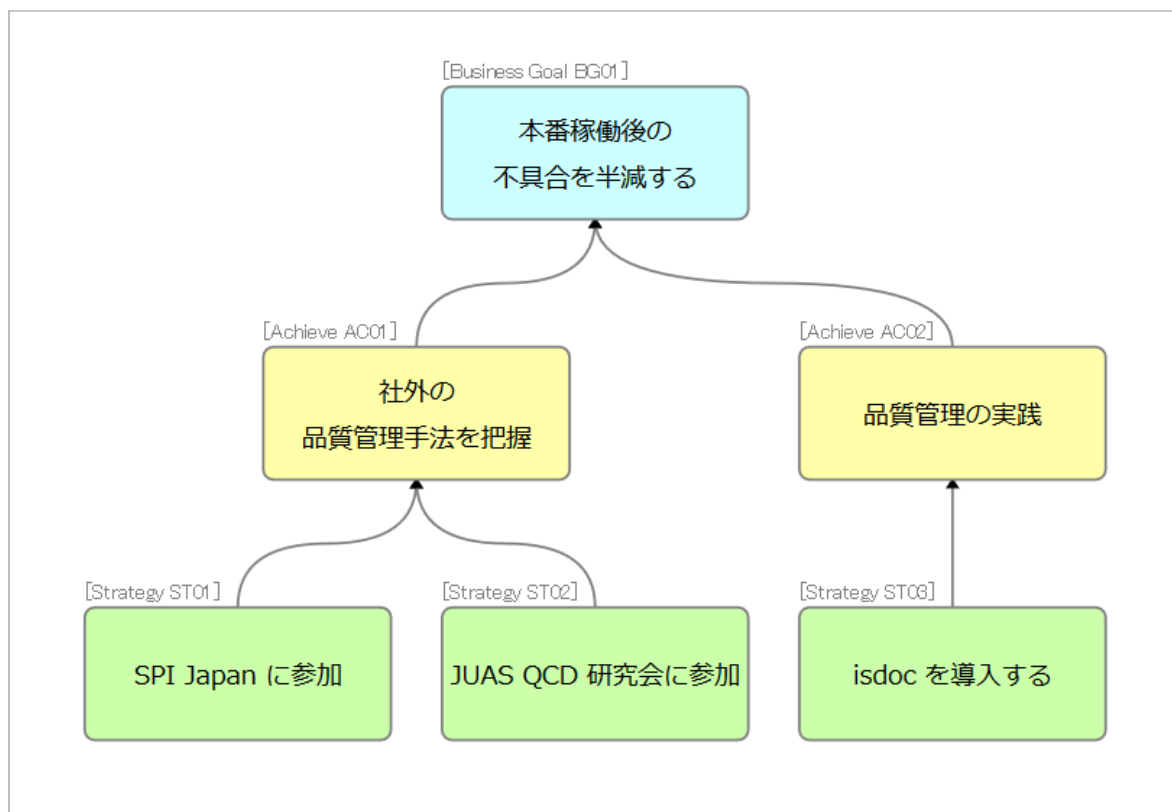 [Business Goal BG01]
本番稼働後の
不具合を半減する
[Achieve AC01]
社外の
品質管理手法を把握
[Achieve AC02]
品質管理の実践
[Strategy ST01]
SPI Japan に参加
[Strategy ST02]
JUAS QCD 研究会に参加
[Strategy ST03]
isdoc を導入する